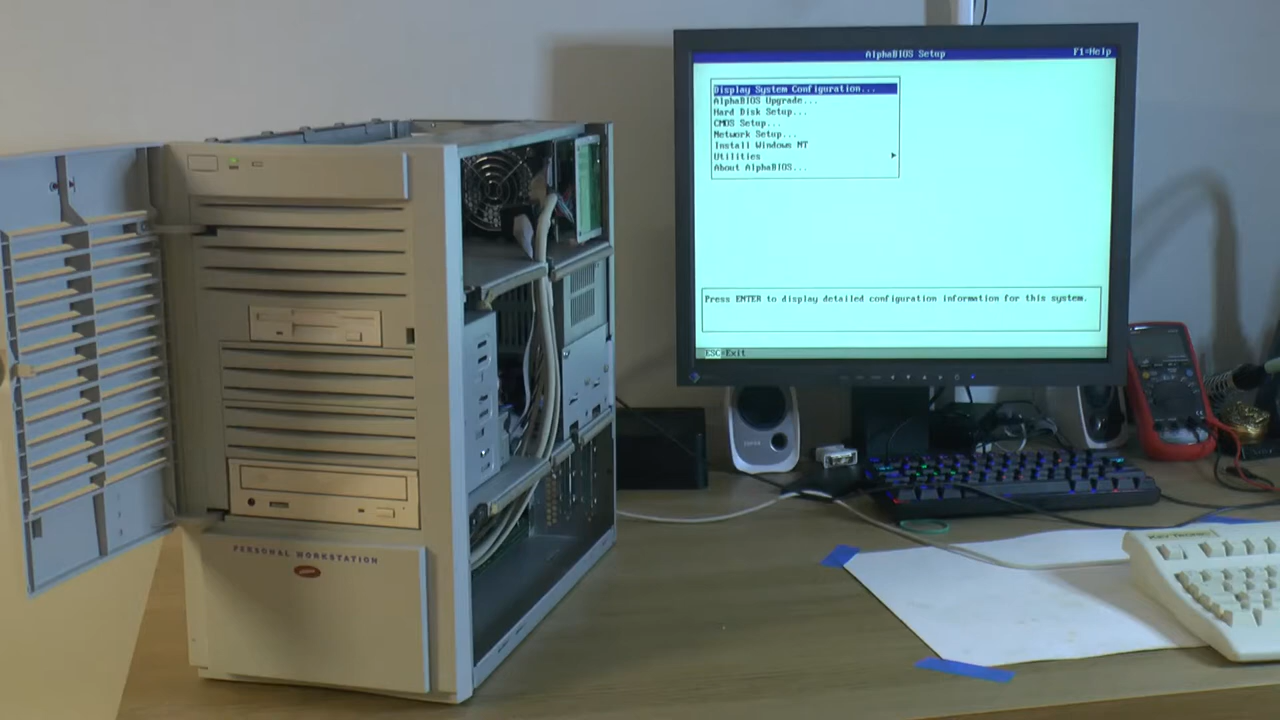 AlphaBIOS Setup
F1=Help
Display System Configuration...
AlphaBIOS Upgrade...
Hard Disk Setup...
CMOS Setup...
Network Setup...
Install Windows NT
Utilities
About AlphaBIOS...
Press ENTER to display detailed configuration information for this system.
ESC=Exit
PERSONAL WORKSTATION
KEYTRONIC